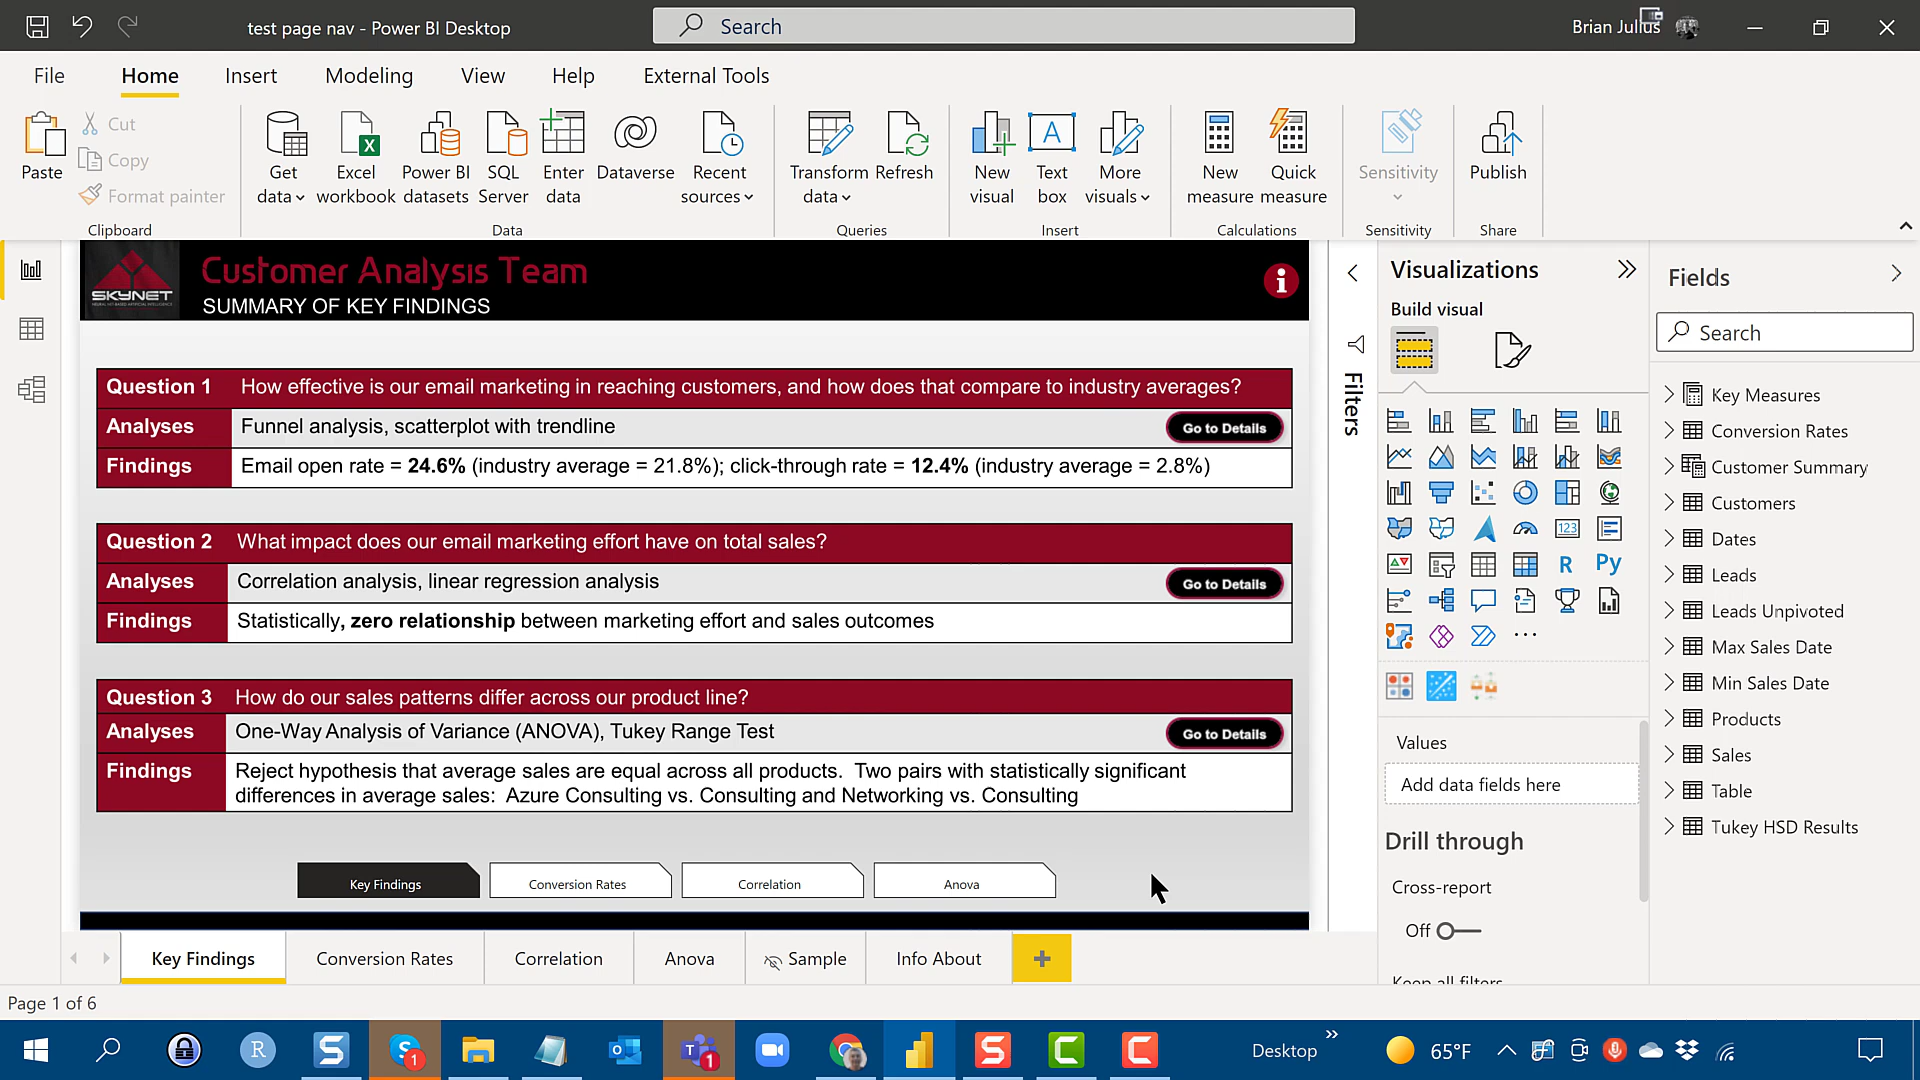 test page nav - Power BI Desktop
Search
Brian Julius
File Home Insert Modeling View Help External Tools
Paste
Cut
Copy
Format painter
Clipboard
Get data
Excel workbook
Power BI datasets
SQL Server
Enter data
Dataverse
Recent sources
Data
Transform data
Refresh
Queries
New visual
Text box
More visuals
Insert
New measure
Quick measure
Calculations
Sensitivity
Sensitivity
Publish
Share
SKYNET
Customer Analysis Team
SUMMARY OF KEY FINDINGS
Question 1 How effective is our email marketing in reaching customers, and how does that compare to industry averages?
Analyses Funnel analysis, scatterplot with trendline Go to Details
Findings Email open rate = 24.6% (industry average = 21.8%); click-through rate = 12.4% (industry average = 2.8%)
Question 2 What impact does our email marketing effort have on total sales?
Analyses Correlation analysis, linear regression analysis Go to Details
Findings Statistically, zero relationship between marketing effort and sales outcomes
Question 3 How do our sales patterns differ across our product line?
Analyses One-Way Analysis of Variance (ANOVA), Tukey Range Test Go to Details
Findings Reject hypothesis that average sales are equal across all products. Two pairs with statistically significant
differences in average sales: Azure Consulting vs. Consulting and Networking vs. Consulting
Key Findings Conversion Rates Correlation Anova
Filters
Visualizations
Build visual
123
R
Py
Values
Add data fields here
Drill through
Cross-report
Off
Keep all filters
Fields
Search
Key Measures
Conversion Rates
Customer Summary
Customers
Dates
Leads
Leads Unpivoted
Max Sales Date
Min Sales Date
Products
Sales
Table
Tukey HSD Results
Key Findings Conversion Rates Correlation Anova Sample Info About +
Page 1 of 6
Desktop
65°F